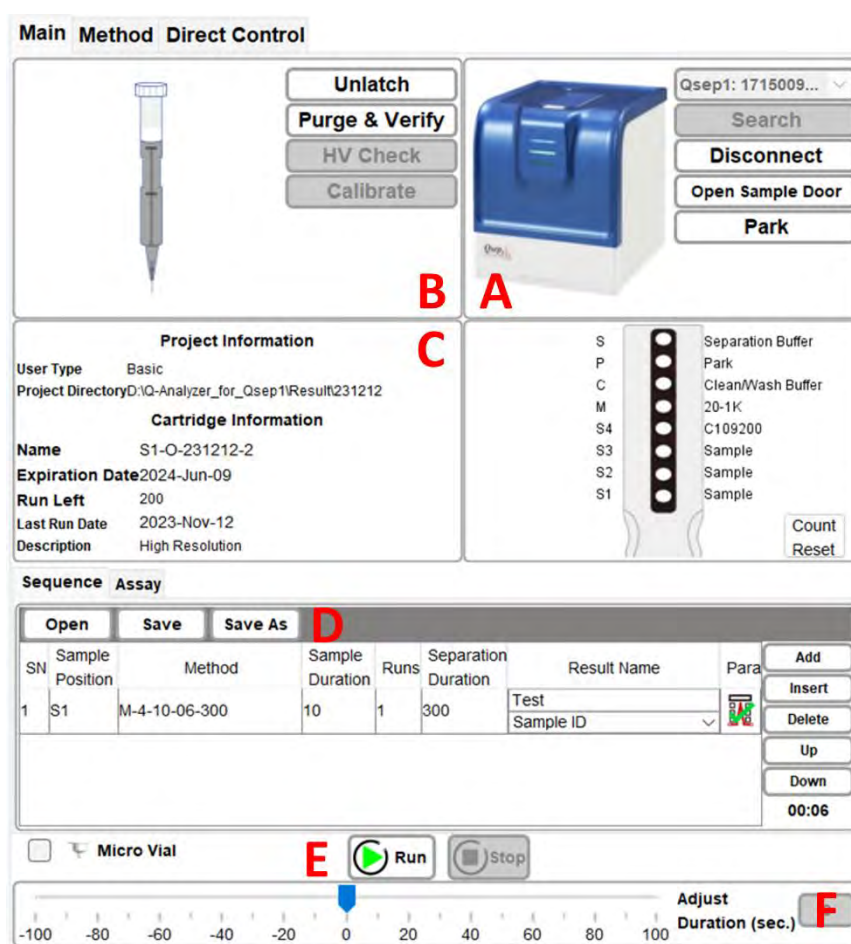 Main Method Direct Control
Unlatch
Purge & Verify
HV Check
Calibrate
B
Qsep1: 1715009...
Search
Disconnect
Open Sample Door
Park
Qsep1
A
Project Information
C
User Type Basic
Project Directory D:\Q-Analyzer_for_Qsep1\Result\231212
Cartridge Information
Name S1-O-231212-2
Expiration Date 2024-Jun-09
Run Left 200
Last Run Date 2023-Nov-12
Description High Resolution
S Separation Buffer
P Park
C Clean/Wash Buffer
M 20-1K
S4 C109200
S3 Sample
S2 Sample
S1 Sample
Count
Reset
Sequence Assay
Open Save Save As D
SN Sample Position Method Sample Duration Runs Separation Duration Result Name Para
1 S1 M-4-10-06-300 10 1 300 Test
Sample ID
Add
Insert
Delete
Up
Down
00:06
Micro Vial E Run Stop
-100 -80 -60 -40 -20 0 20 40 60 80 100
Adjust
Duration (sec.) F